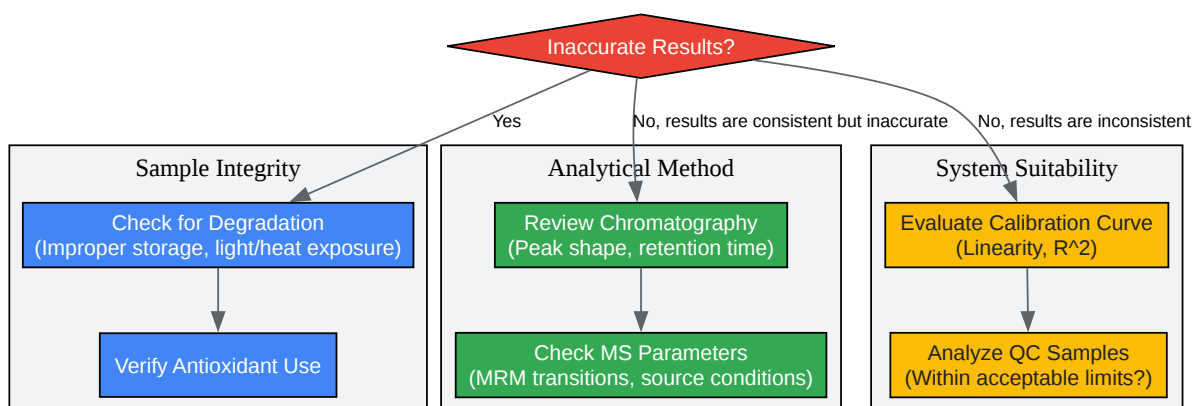 Inaccurate Results?
Yes
No, results are consistent but inaccurate
No, results are inconsistent
Sample Integrity
Check for Degradation
(Improper storage, light/heat exposure)
Verify Antioxidant Use
Analytical Method
Review Chromatography
(Peak shape, retention time)
Check MS Parameters
(MRM transitions, source conditions)
System Suitability
Evaluate Calibration Curve
(Linearity, R^2)
Analyze QC Samples
(Within acceptable limits?)